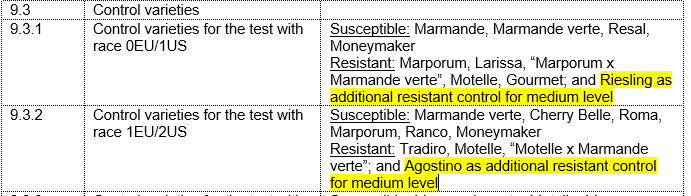 9.3 Control varieties
9.3.1 Control varieties for the test with race 0EU/1US
Susceptible: Marmande, Marmande verte, Resal,
Moneymaker
Resistant: Marporum, Larissa, “Marporum x
Marmande verte”, Motelle, Gourmet; and Riesling as
additional resistant control for medium level
9.3.2 Control varieties for the test with race 1EU/2US
Susceptible: Marmande verte, Cherry Belle, Roma,
Marporum, Ranco, Moneymaker
Resistant: Tradiro, Motelle, “Motelle x Marmande
verte”; and Agostino as additional resistant control
for medium level